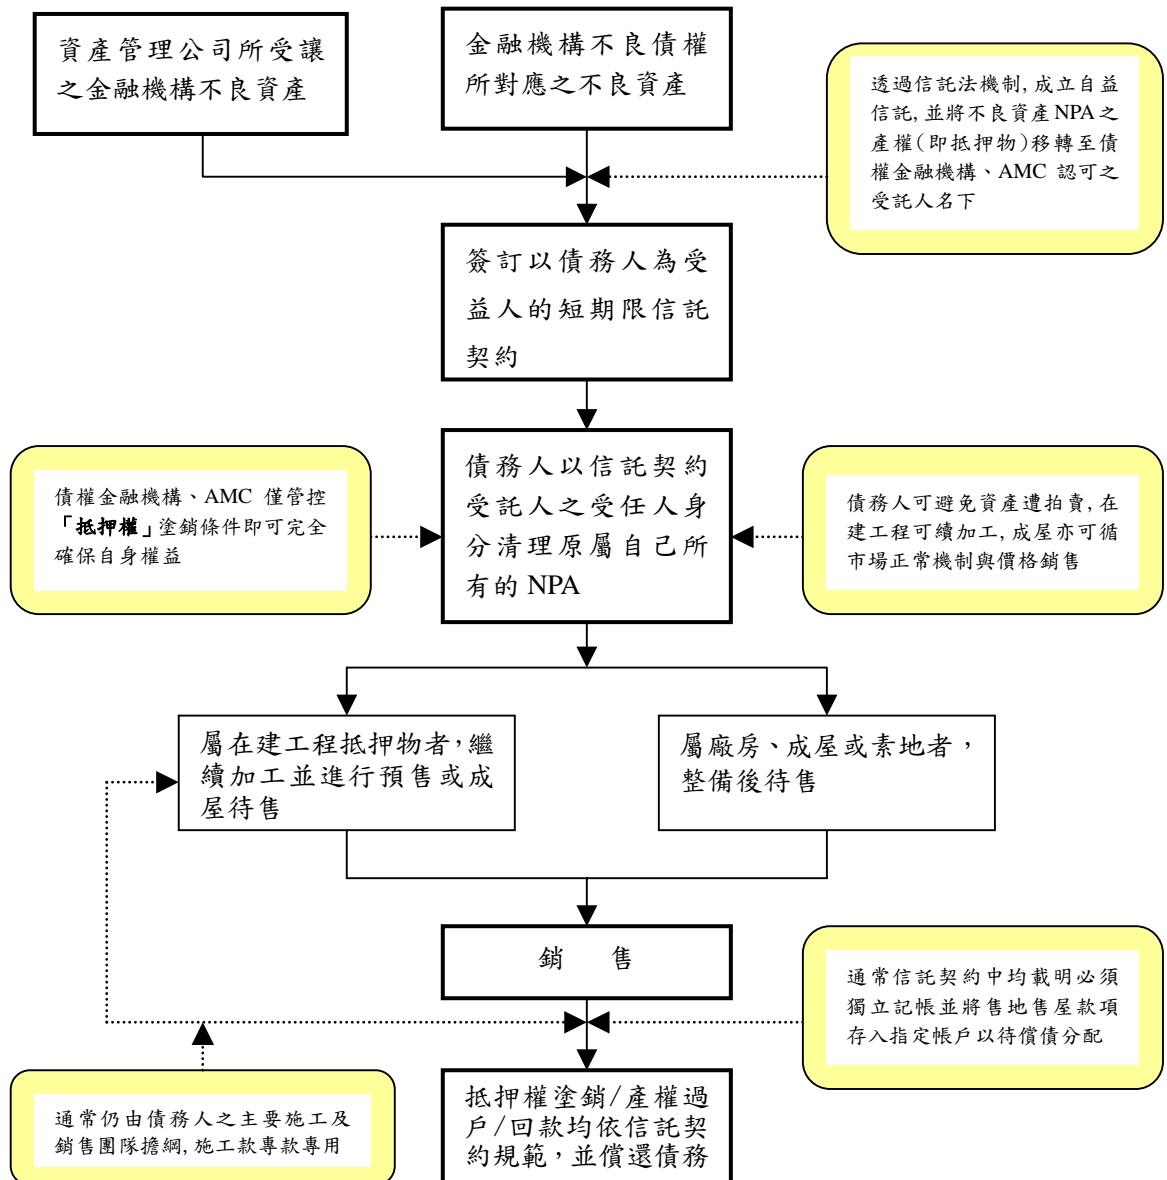 資產管理公司所受讓
之金融機構不良資產
金融機構不良債權
所對應之不良資產
透過信託法機制,成立自益
信託,並將不良資產NPA之
產權(即抵押物)移轉至債
權金融機構、AMC 認可之
受託人名下
簽訂以債務人為受
益人的短期限信託
契約
債權金融機構、AMC 僅管控
「抵押權」塗銷條件即可完全
確保自身權益
債務人以信託契約
受託人之受任人身
分清理原屬自己所
有的 NPA
債務人可避免資產遭拍賣,在
建工程可續加工,成屋亦可循
市場正常機制與價格銷售
屬在建工程抵押物者,繼
續加工並進行預售或成
屋待售
屬廠房、成屋或素地者,
整備後待售
銷 售
通常信託契約中均載明必須
獨立記帳並將售地售屋款項
存入指定帳戶以待償債分配
通常仍由債務人之主要施工及
銷售團隊擔綱,施工款專款專用
抵押權塗銷/產權過
戶/回款均依信託契
約規範,並償還債務